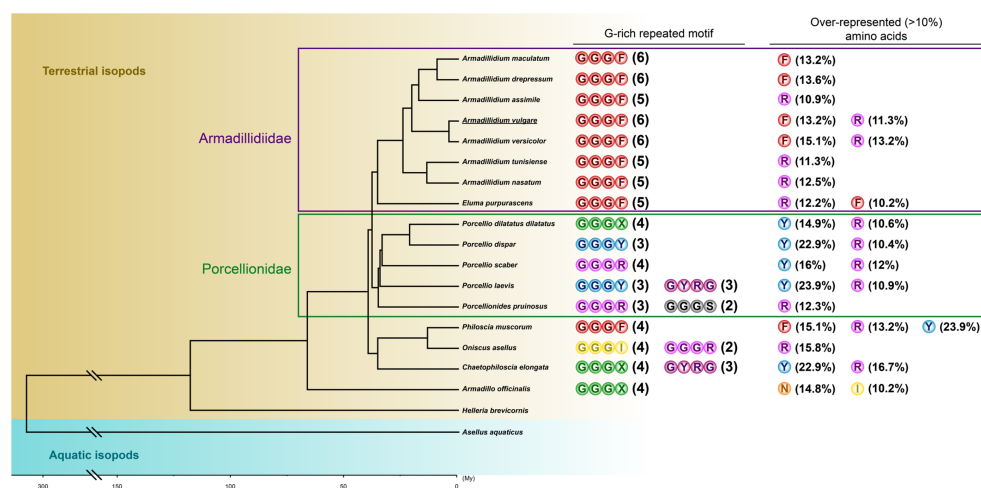 G-rich repeated motif
Over-represented (>10%)
amino acids
Terrestrial isopods
Armadillidiidae
Armadillidium maculatum GGGF (6) F (13.2%)
Armadillidium drepressum GGGF (6) F (13.6%)
Armadillidium assimile GGGF (5) R (10.9%)
Armadillidium vulgare GGGF (6) F (13.2%) R (11.3%)
Armadillidium versicolor GGGF (6) F (15.1%) R (13.2%)
Armadillidium tunisiense GGGF (5) R (11.3%)
Armadillidium nasatum GGGF (5) R (12.5%)
Eluma purpurascens GGGF (5) R (12.2%) F (10.2%)
Porcellionidae
Porcellio dilatatus dilatatus GGGX (4) Y (14.9%) R (10.6%)
Porcellio dispar GGGY (3) Y (22.9%) R (10.4%)
Porcellio scaber GGGR (4) Y (16%) R (12%)
Porcellio laevis GGGY (3) GYRG (3) Y (23.9%) R (10.9%)
Porcellionides pruinosus GGGR (3) GGGS (2) R (12.3%)
Philoscia muscorum GGGF (4) F (15.1%) R (13.2%) Y (23.9%)
Oniscus asellus GGGI (4) GGGR (2) R (15.8%)
Chaetophiloscia elongata GGGX (4) GYRG (3) Y (22.9%) R (16.7%)
Armadillo officinalis GGGX (4) N (14.8%) I (10.2%)
Helleria brevicornis
Asellus aquaticus
Aquatic isopods
300 150 50 0 (My)